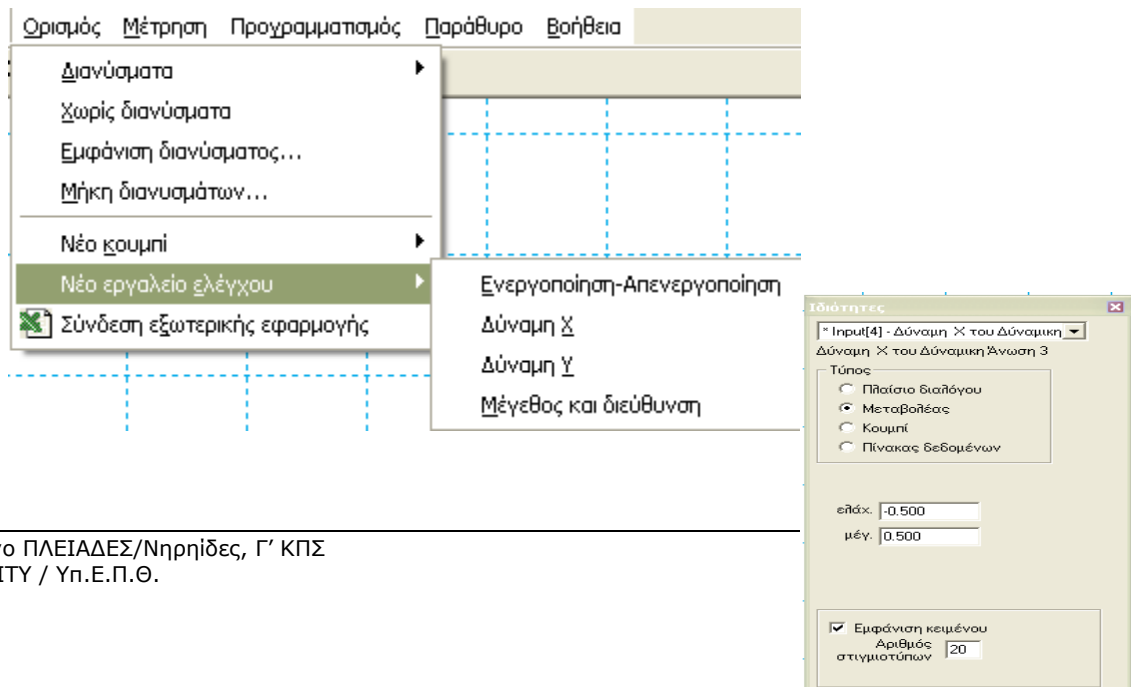 Ορισμός Μέτρηση Προγραμματισμός Παράθυρο Βοήθεια
Διανύσματα
Χωρίς διανύσματα
Εμφάνιση διανύσματος...
Μήκη διανυσμάτων...
Νέο κουμπί
Νέο εργαλείο ελέγχου
Σύνδεση εξωτερικής εφαρμογής
Ενεργοποίηση-Απενεργοποίηση
Δύναμη X
Δύναμη Y
Μέγεθος και διεύθυνση
Ιδιότητες
* Input[4] - Δύναμη X του Δύναμικη
Δύναμη X του Δύναμικη Άνωση 3
Τύπος
Πλαίσιο διαλόγου
Μεταβολέας
Κουμπί
Πίνακας δεδομένων
ελάχ. -0.500
μέγ. 0.500
Εμφάνιση κειμένου
Αριθμός
στιγμιοτύπων 20
ο ΠΛΕΙΑΔΕΣ/Νηρηίδες, Γ’ ΚΠΣ
ITY / Υπ.Ε.Π.Θ.